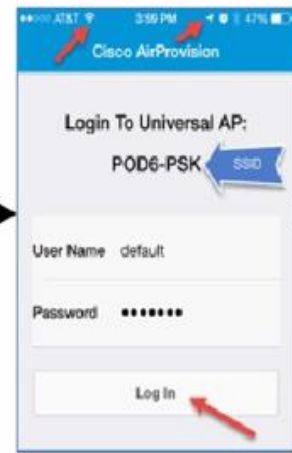 AT&T 3:59 PM 47%
Cisco AirProvision
Login To Universal AP:
POD6-PSK SSID
User Name default
Password •••••••
Log In